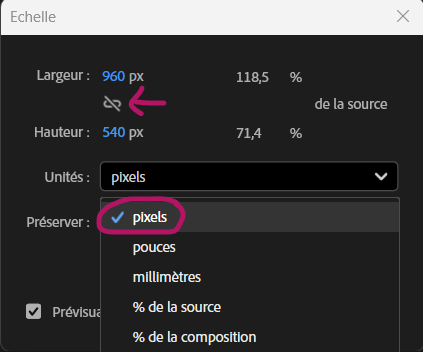 Echelle
Largeur : 960 px 118,5 %
de la source
Hauteur : 540 px 71,4 %
Unités : pixels
Préserver : pixels
pouces
millimètres
% de la source
Prévisua
% de la composition